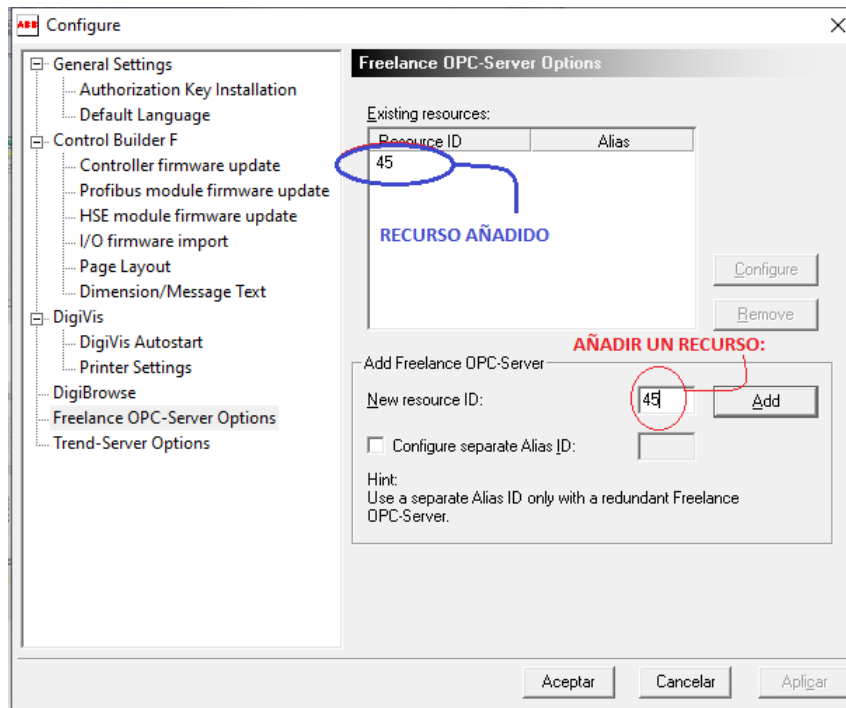 ABB Configure
General Settings
Authorization Key Installation
Default Language
Control Builder F
Controller firmware update
Profibus module firmware update
HSE module firmware update
I/O firmware import
Page Layout
Dimension/Message Text
DigiVis
DigiVis Autostart
Printer Settings
DigiBrowse
Freelance OPC-Server Options
Trend-Server Options
Freelance OPC-Server Options
Existing resources:
Resource ID Alias
45
RECURSO AÑADIDO
Configure
Remove
AÑADIR UN RECURSO:
Add Freelance OPC-Server
New resource ID: 45 Add
Configure separate Alias ID:
Hint:
Use a separate Alias ID only with a redundant Freelance
OPC-Server.
Aceptar Cancelar Aplicar